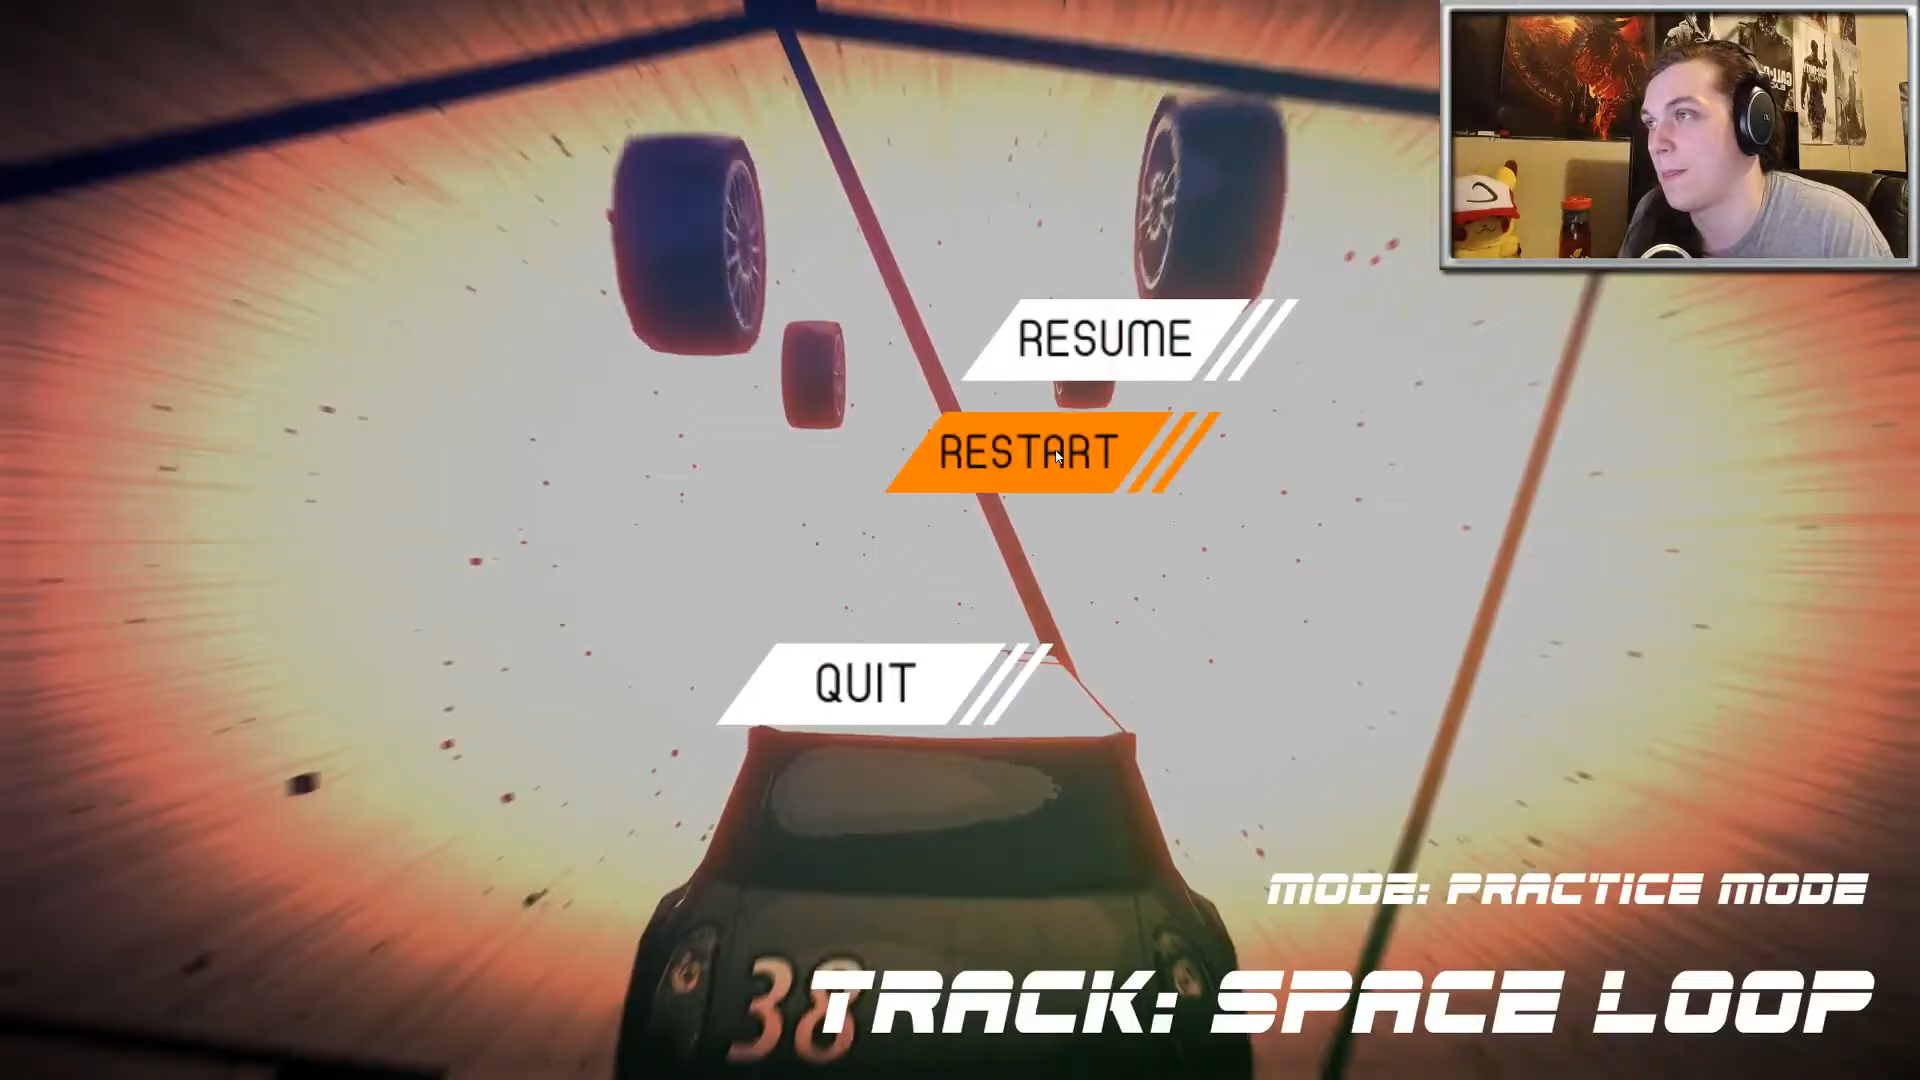 RESUME
RESTART
QUIT
MODE: PRACTICE MODE
38
TRACK: SPACE LOOP